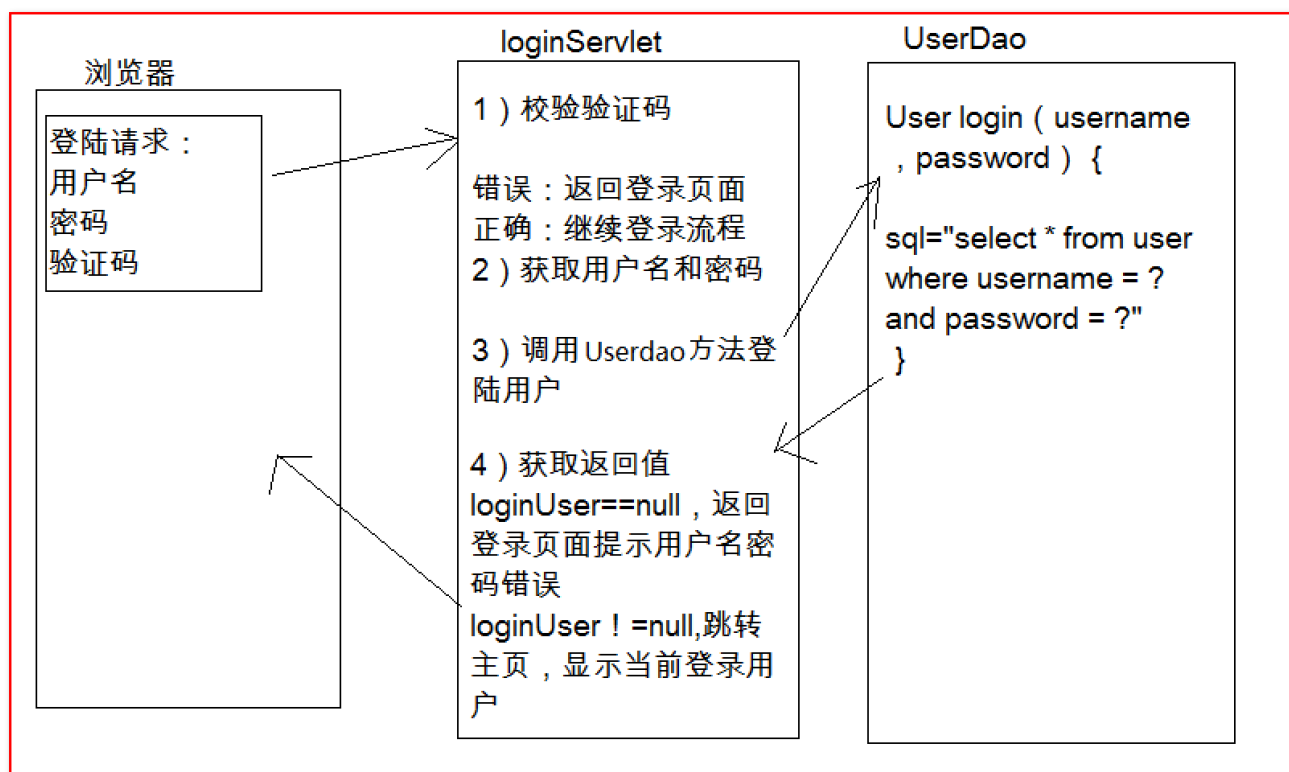 浏览器
登陆请求：
用户名
密码
验证码
loginServlet
1）校验验证码
错误：返回登录页面
正确：继续登录流程
2）获取用户名和密码
3）调用Userdao方法登
陆用户
4）获取返回值
loginUser==null，返回
登录页面提示用户名密
码错误
loginUser！=null,跳转
主页，显示当前登录用
户
UserDao
User login（username
，password）{
sql="select * from user
where username = ?
and password = ?"
}